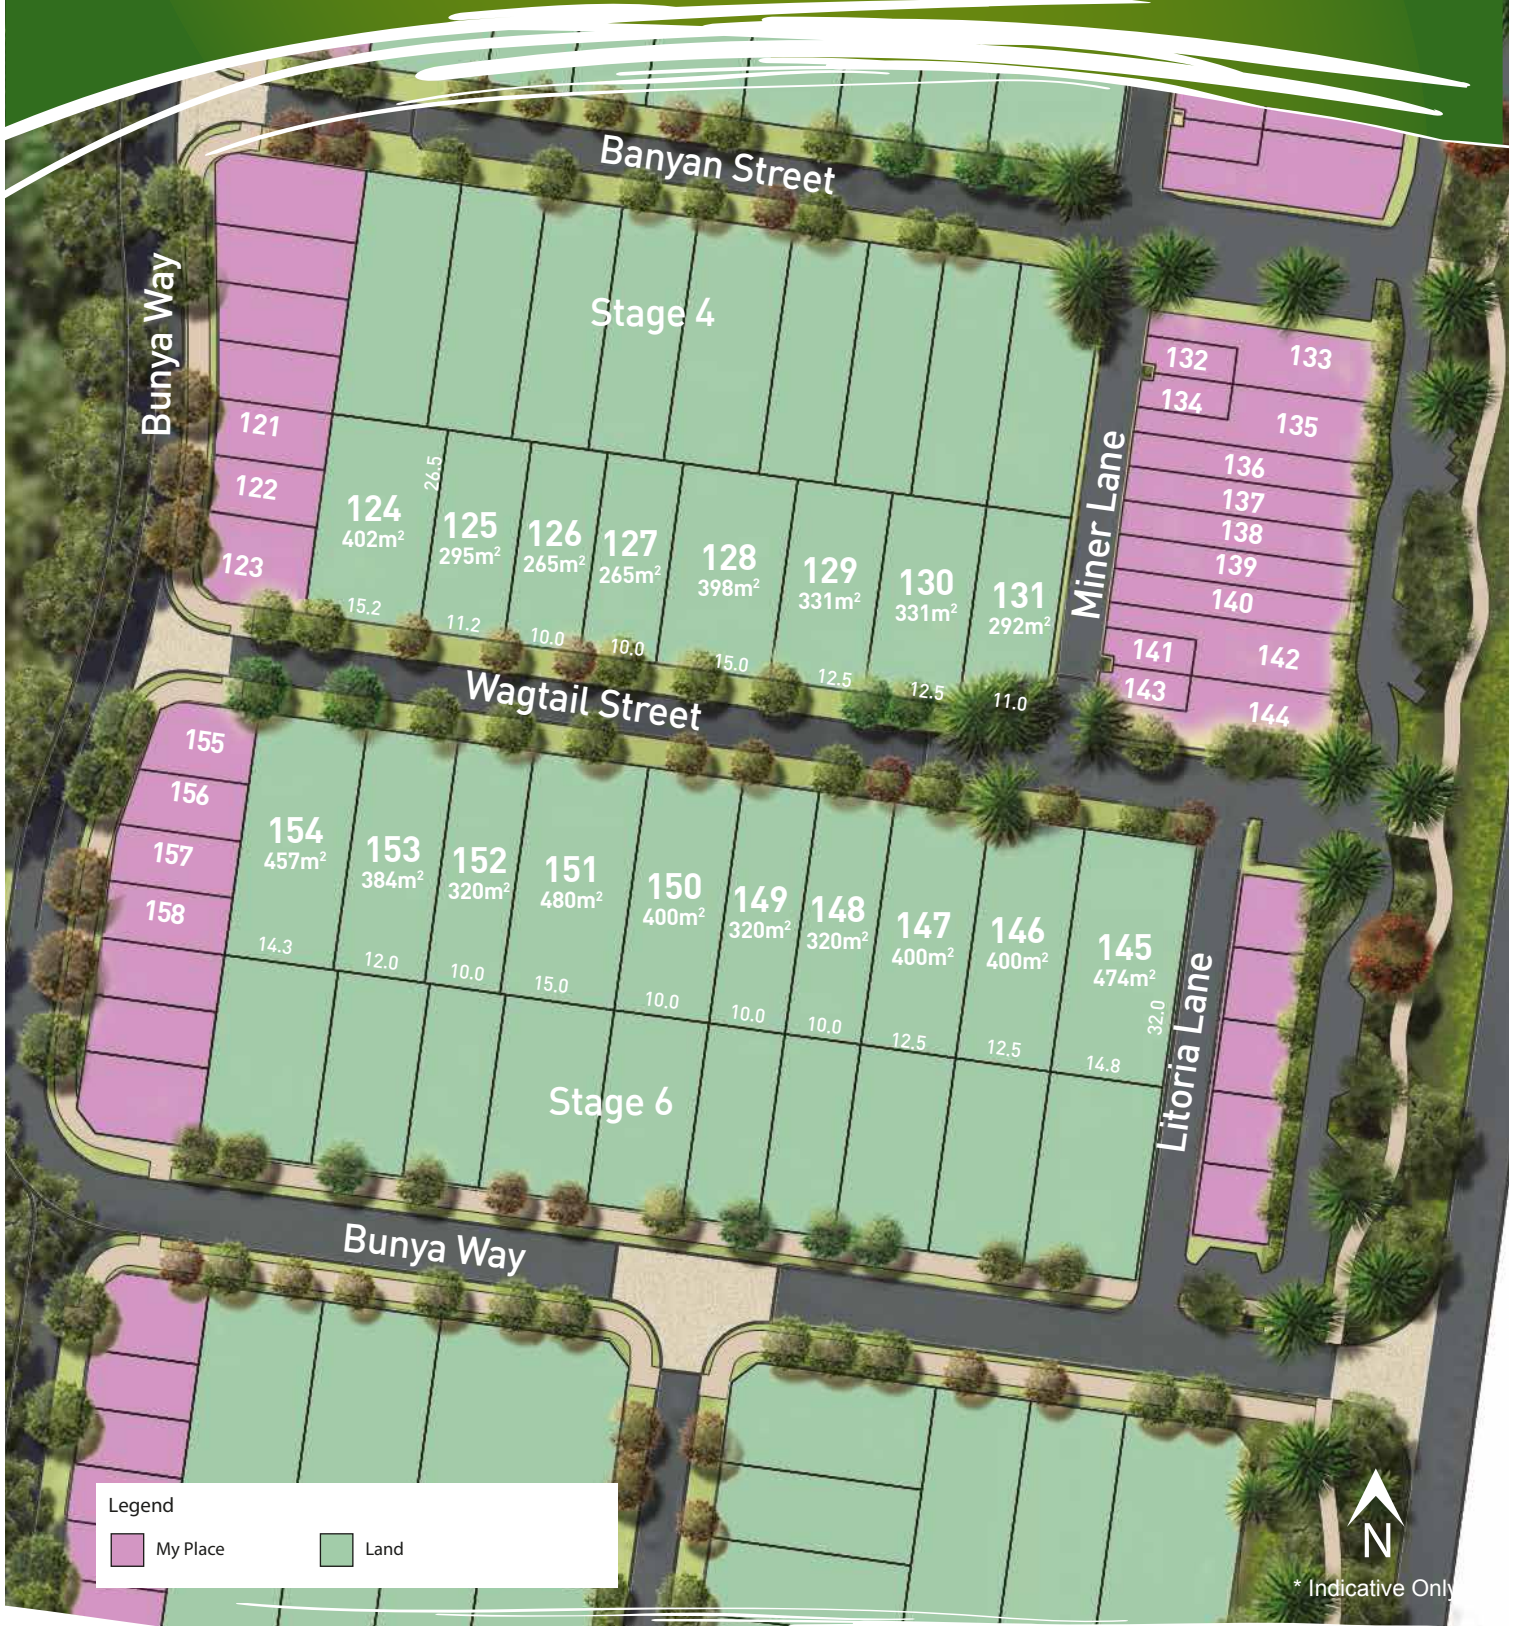 Banyan Street
Bunya Way
Stage 4
Miner Lane
132
133
134
135
136
137
138
139
140
141
142
143
144
121
122
123
26.5
124
402m²
15.2
125
295m²
11.2
126
265m²
10.0
127
265m²
10.0
128
398m²
15.0
129
331m²
12.5
130
331m²
12.5
131
292m²
11.0
Wagtail Street
155
156
157
158
154
457m²
14.3
153
384m²
12.0
152
320m²
10.0
151
480m²
15.0
150
400m²
10.0
149
320m²
10.0
148
320m²
10.0
147
400m²
12.5
146
400m²
12.5
145
474m²
32.0
14.8
Litoria Lane
Stage 6
Bunya Way
Legend
My Place
Land
N
* Indicative Only